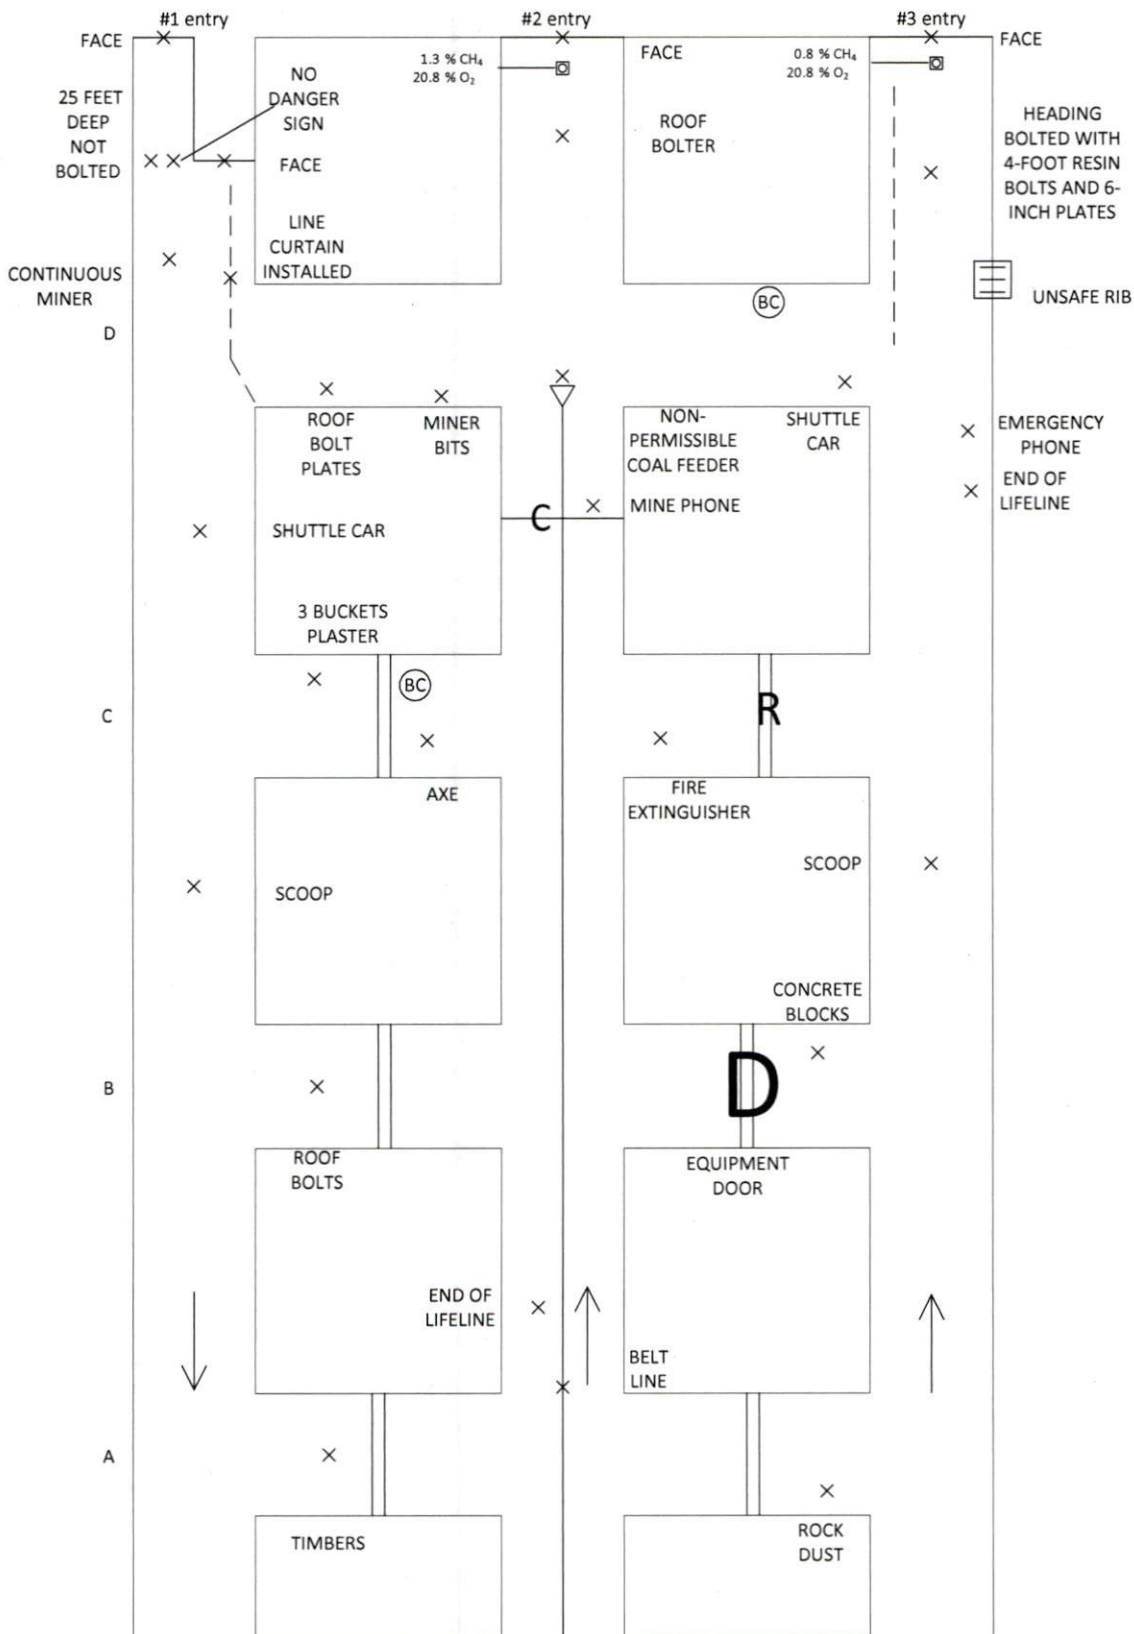 #1 entry
#2 entry
#3 entry
FACE
FACE
FACE
1.3 % CH₄
20.8 % O₂
0.8 % CH₄
20.8 % O₂
NO
DANGER
SIGN
25 FEET
DEEP
NOT
BOLTED
ROOF
BOLTER
HEADING
BOLTED WITH
4-FOOT RESIN
BOLTS AND 6-
INCH PLATES
FACE
LINE
CURTAIN
INSTALLED
CONTINUOUS
MINER
BC
UNSAFE RIB
D
ROOF
BOLT
PLATES
MINER
BITS
NON-
PERMISSIBLE
COAL FEEDER
SHUTTLE
CAR
EMERGENCY
PHONE
END OF
LIFELINE
MINE PHONE
C
SHUTTLE CAR
3 BUCKETS
PLASTER
BC
C
R
AXE
FIRE
EXTINGUISHER
SCOOP
SCOOP
CONCRETE
BLOCKS
B
D
ROOF
BOLTS
EQUIPMENT
DOOR
END OF
LIFELINE
BELT
LINE
A
TIMBERS
ROCK
DUST